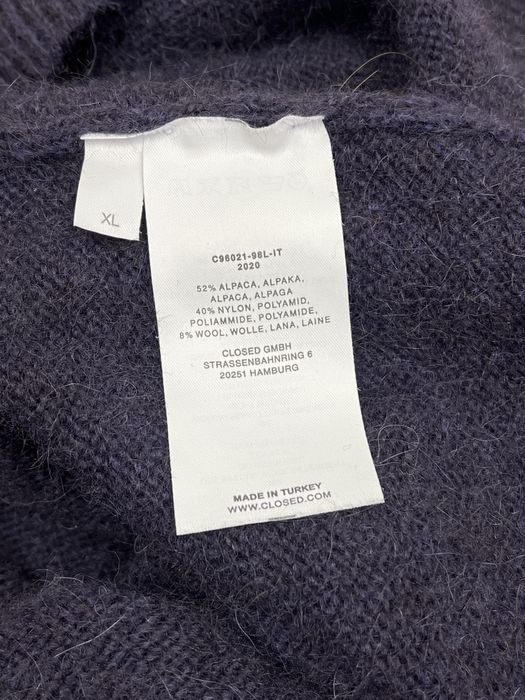 XL
C96021-98L-IT
2020
52% ALPACA, ALPAKA,
ALPACA, ALPAGA
40% NYLON, POLYAMID,
POLIAMMIDE, POLYAMIDE,
8% WOOL, WOLLE, LANA, LAINE
CLOSED GMBH
STRASSENBAHNRING 6
20251 HAMBURG
MADE IN TURKEY
WWW.CLOSED.COM